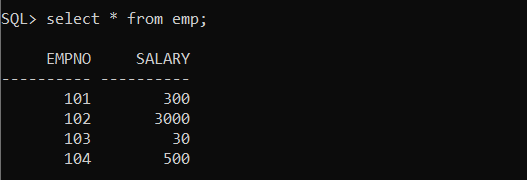 SQL> select * from emp;
EMPNO SALARY
---------- ----------
101 300
102 3000
103 30
104 500